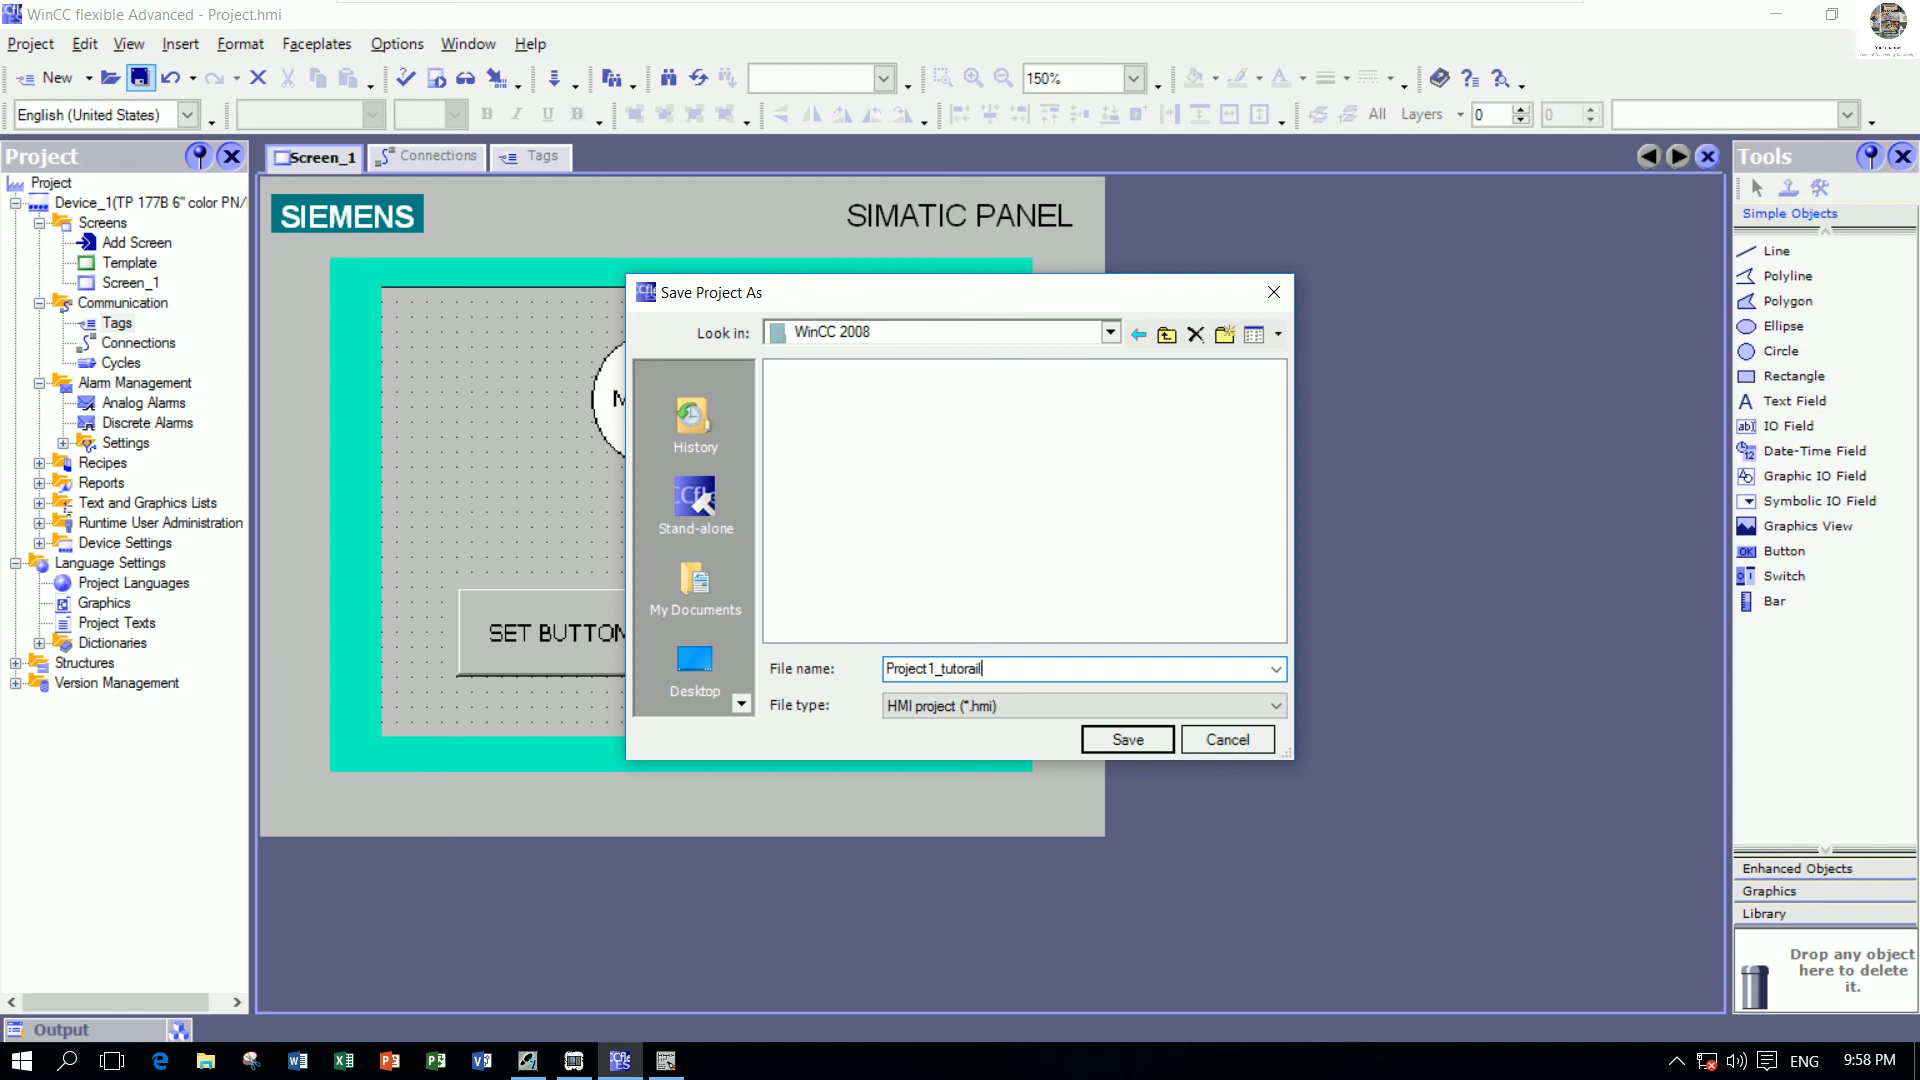 WinCC flexible Advanced - Project.hmi
Project Edit View Insert Format Faceplates Options Window Help
New 150%
English (United States) All Layers 0 0
Project
Screen_1 Connections Tags
Tools
Project
Device_1(TP 177B 6" color PN/
Screens
Add Screen
Template
Screen_1
Communication
Tags
Connections
Cycles
Alarm Management
Analog Alarms
Discrete Alarms
Settings
Recipes
Reports
Text and Graphics Lists
Runtime User Administration
Device Settings
Language Settings
Project Languages
Graphics
Project Texts
Dictionaries
Structures
Version Management
Output
SIEMENS
SIMATIC PANEL
SET BUTTON
Save Project As
Look in: WinCC 2008
History
Stand-alone
My Documents
Desktop
File name: Project1_tutorail
File type: HMI project (*.hmi)
Save Cancel
Simple Objects
Line
Polyline
Polygon
Ellipse
Circle
Rectangle
Text Field
IO Field
Date-Time Field
Graphic IO Field
Symbolic IO Field
Graphics View
Button
Switch
Bar
Enhanced Objects
Graphics
Library
Drop any object
here to delete
it.
ENG 9:58 PM